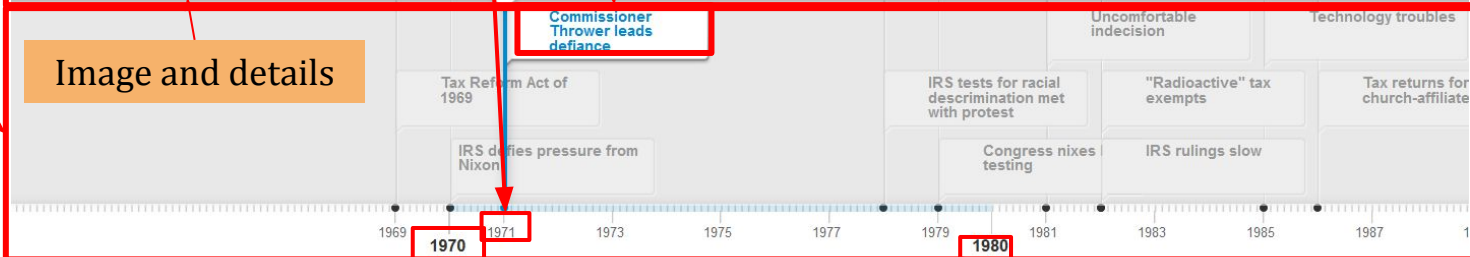 Commissioner
Thrower leads
defiance
Uncomfortable
indecision
Technology troubles
Image and details
Tax Reform Act of
1969
IRS tests for racial
descrimination met
with protest
"Radioactive" tax
exempts
Tax returns for
church-affiliate
IRS defies pressure from
Nixon
Congress nixes
testing
IRS rulings slow
1969
1971
1973
1975
1977
1979
1981
1983
1985
1987
1970
1980